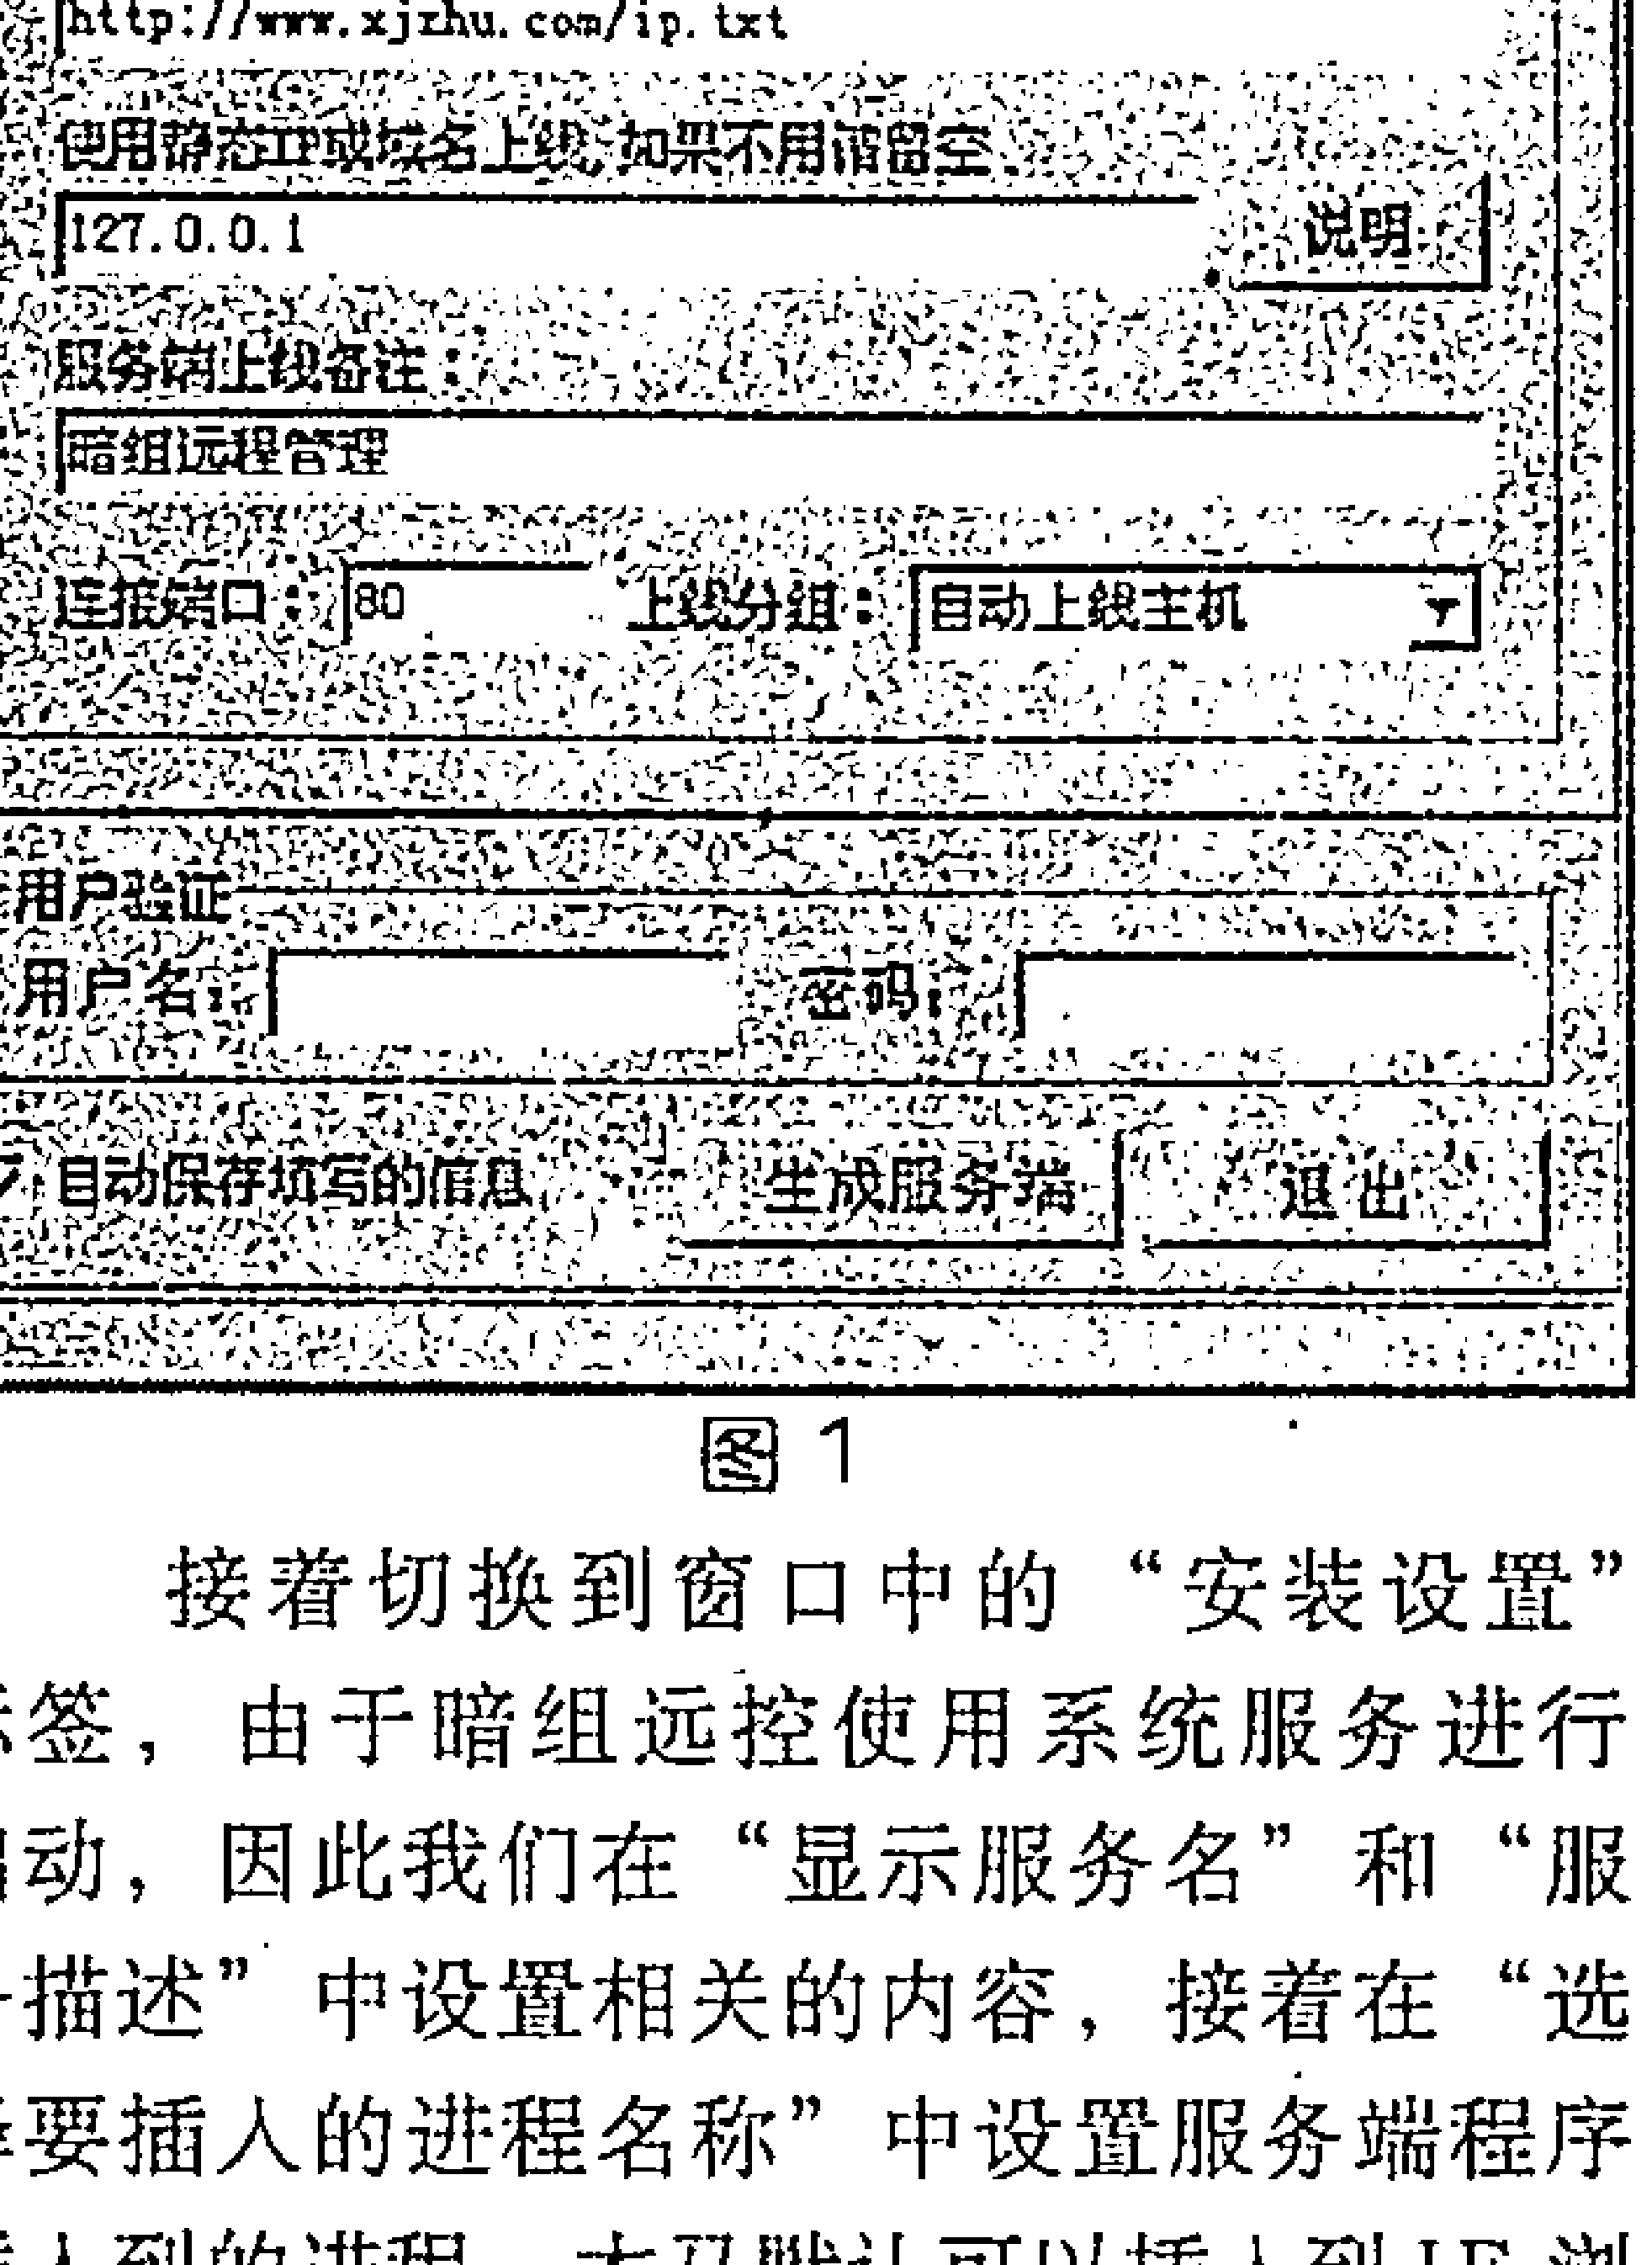 http://www.xjzhu.com/ip.txt
使用静态IP或域名上线,如果不用请留空
127.0.0.1
说明
服务端上线备注:
暗组远程管理
连接端口: 80 上线分组: 自动上线主机
用户验证
用户名: 密码:
自动保存填写的信息 生成服务端 退出
图 1
接着切换到窗口中的“安装设置”
签，由于暗组远控使用系统服务进行
动，因此我们在“显示服务名”和“服
描述”中设置相关的内容，接着在“选
要插人的进程名称”中设置服务端程序